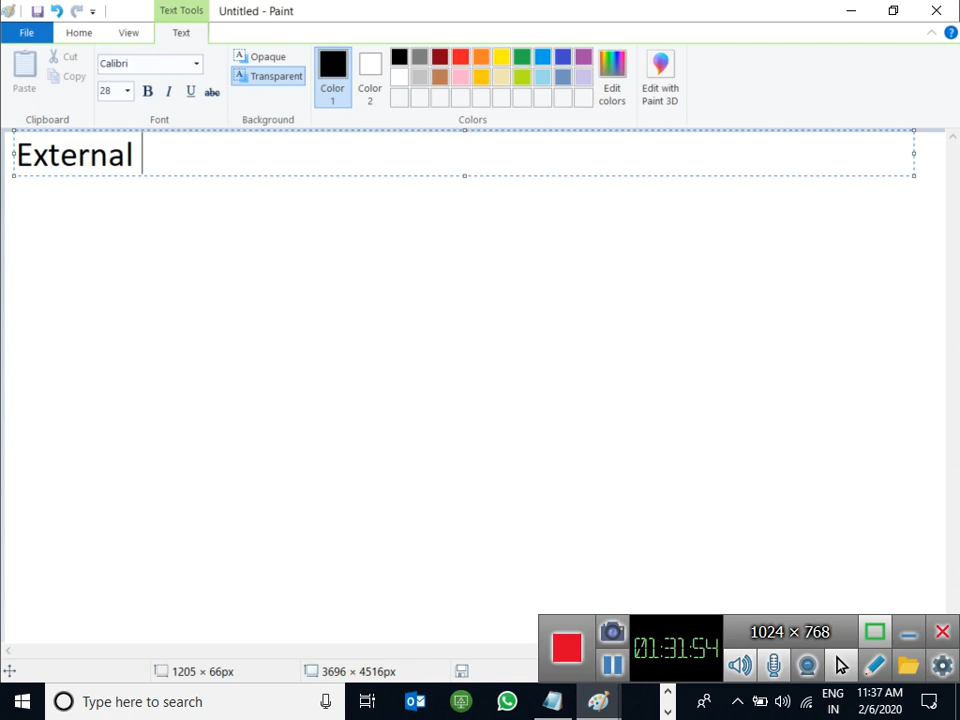 Text Tools
Untitled - Paint
File
Home
View
Text
Paste
Cut
Copy
Calibri
28
B
I
U
abc
A
Opaque
A
Transparent
Color 1
Color 2
Edit colors
Edit with Paint 3D
Clipboard
Font
Background
Colors
External
01:31:54
1024 × 768
1205 × 66px
3696 × 4516px
Type here to search
ENG
IN
11:37 AM
2/6/2020